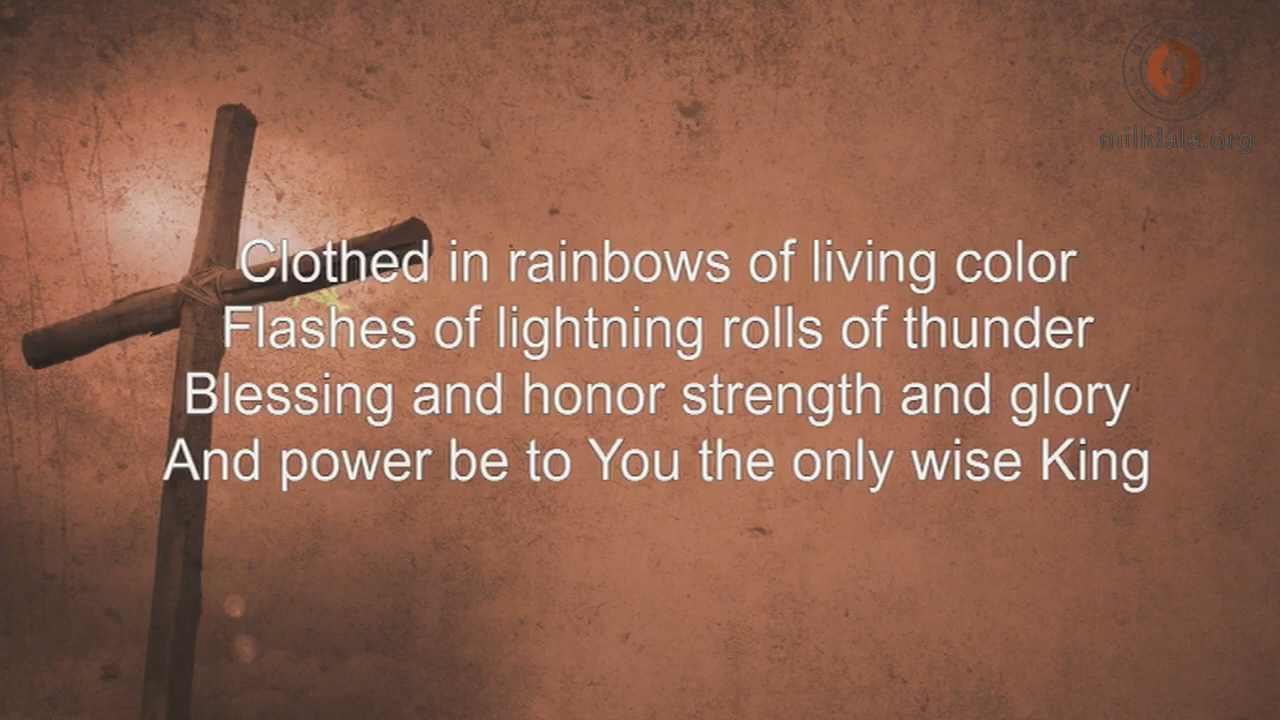 milldale.org
Clothed in rainbows of living color
Flashes of lightning rolls of thunder
Blessing and honor strength and glory
And power be to You the only wise King